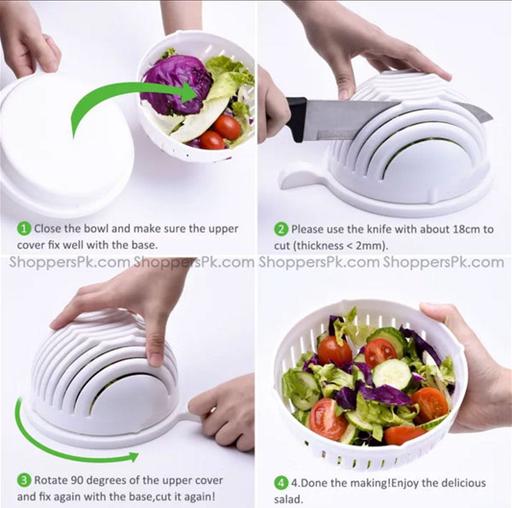 1 Close the bowl and make sure the upper
cover fix well with the base.
2 Please use the knife with about 18cm to
cut (thickness < 2mm).
ShoppersPk.com ShoppersPk.com ShoppersPk.com ShoppersPk.com
3 Rotate 90 degrees of the upper cover
and fix again with the base,cut it again!
4 4.Done the making!Enjoy the delicious
salad.